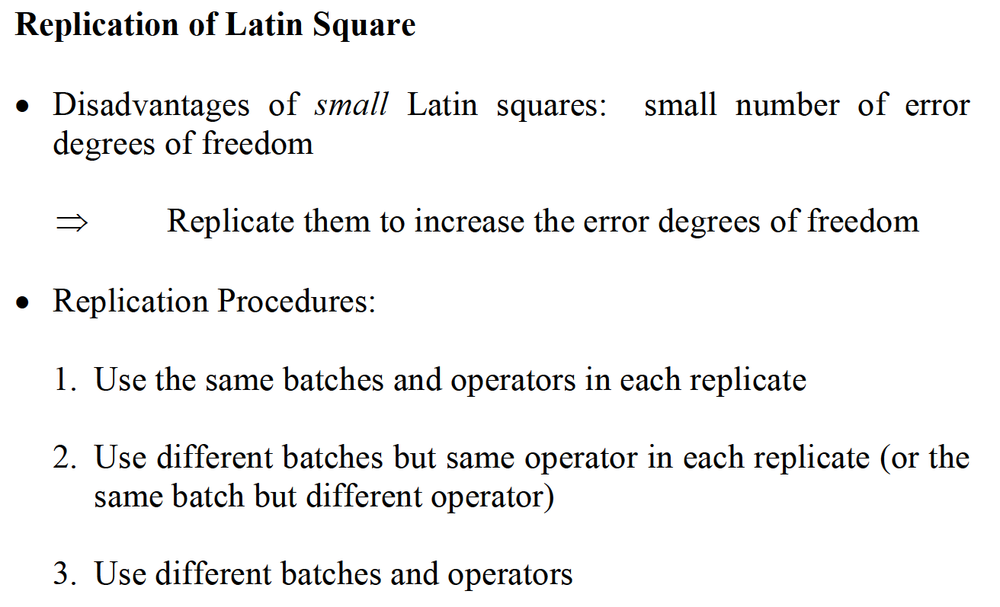 Replication of Latin Square
• Disadvantages of small Latin squares: small number of error
degrees of freedom
⇒ Replicate them to increase the error degrees of freedom
• Replication Procedures:
1. Use the same batches and operators in each replicate
2. Use different batches but same operator in each replicate (or the
same batch but different operator)
3. Use different batches and operators